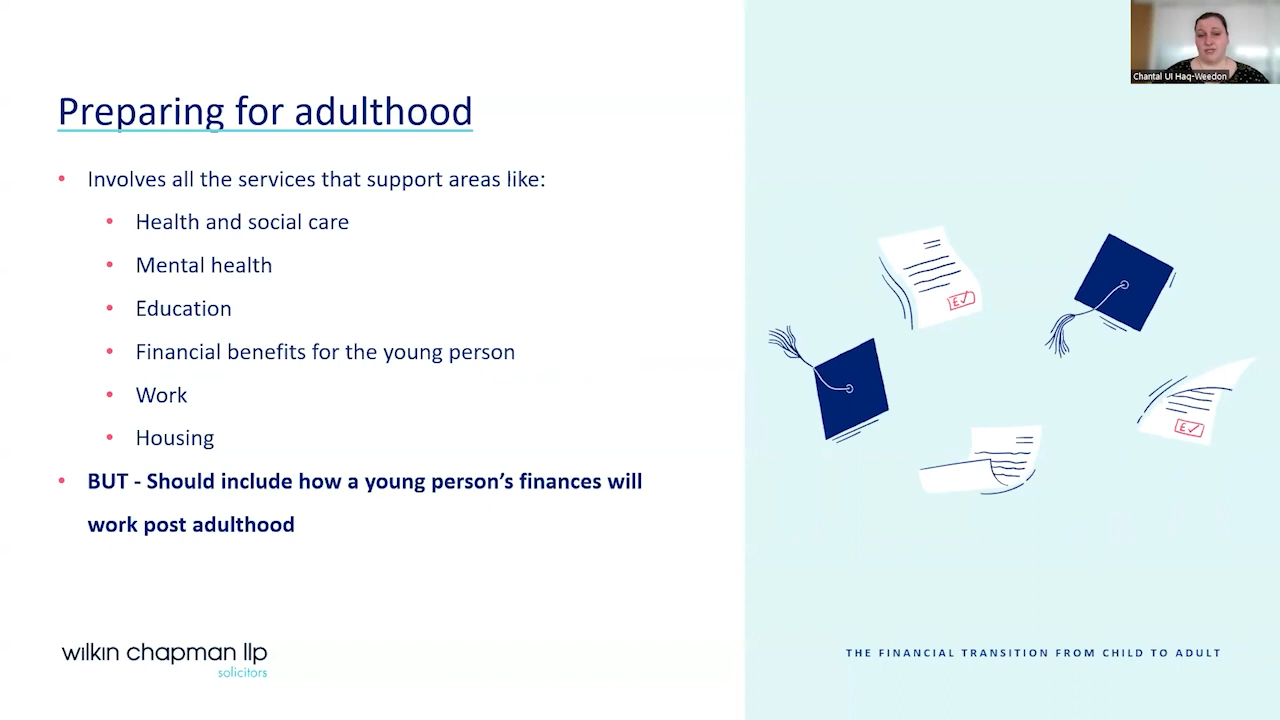 Chantal Ul Haq-Weedon
Preparing for adulthood
• Involves all the services that support areas like:
• Health and social care
• Mental health
• Education
• Financial benefits for the young person
• Work
• Housing
• BUT - Should include how a young person's finances will
work post adulthood
E✓
E✓
wilkin chapman llp
solicitors
THE FINANCIAL TRANSITION FROM CHILD TO ADULT